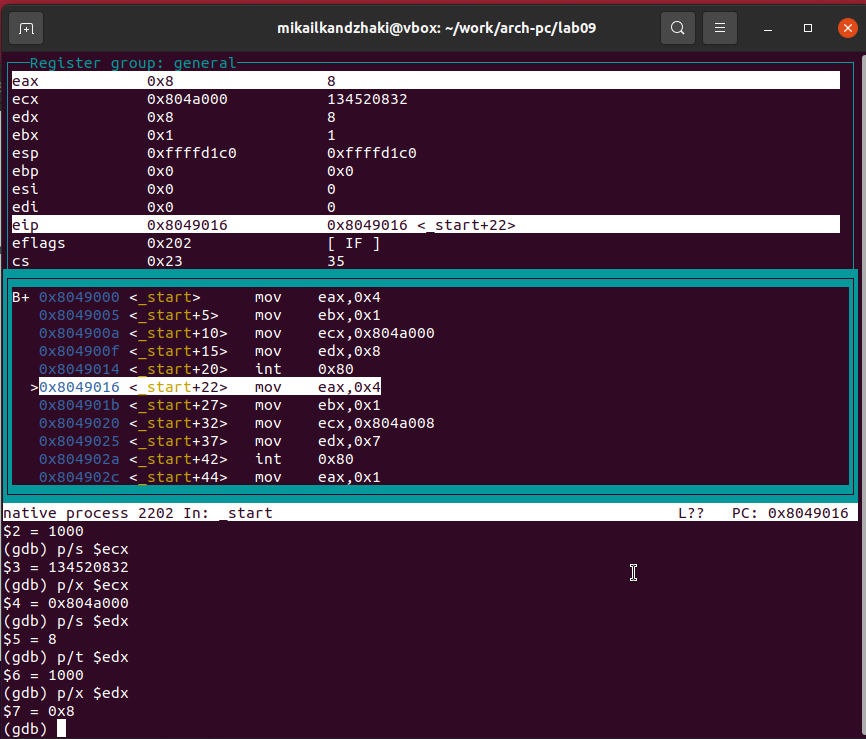 mikailkandzhaki@vbox: ~/work/arch-pc/lab09
Register group: general
eax 0x8 8
ecx 0x804a000 134520832
edx 0x8 8
ebx 0x1 1
esp 0xffffd1c0 0xffffd1c0
ebp 0x0 0x0
esi 0x0 0
edi 0x0 0
eip 0x8049016 0x8049016 <_start+22>
eflags 0x202 [ IF ]
cs 0x23 35
B+ 0x8049000 <_start> mov eax,0x4
0x8049005 <_start+5> mov ebx,0x1
0x804900a <_start+10> mov ecx,0x804a000
0x804900f <_start+15> mov edx,0x8
0x8049014 <_start+20> int 0x80
>0x8049016 <_start+22> mov eax,0x4
0x804901b <_start+27> mov ebx,0x1
0x8049020 <_start+32> mov ecx,0x804a008
0x8049025 <_start+37> mov edx,0x7
0x804902a <_start+42> int 0x80
0x804902c <_start+44> mov eax,0x1
native process 2202 In: _start L?? PC: 0x8049016
$2 = 1000
(gdb) p/s $ecx
$3 = 134520832
(gdb) p/x $ecx
$4 = 0x804a000
(gdb) p/s $edx
$5 = 8
(gdb) p/t $edx
$6 = 1000
(gdb) p/x $edx
$7 = 0x8
(gdb)